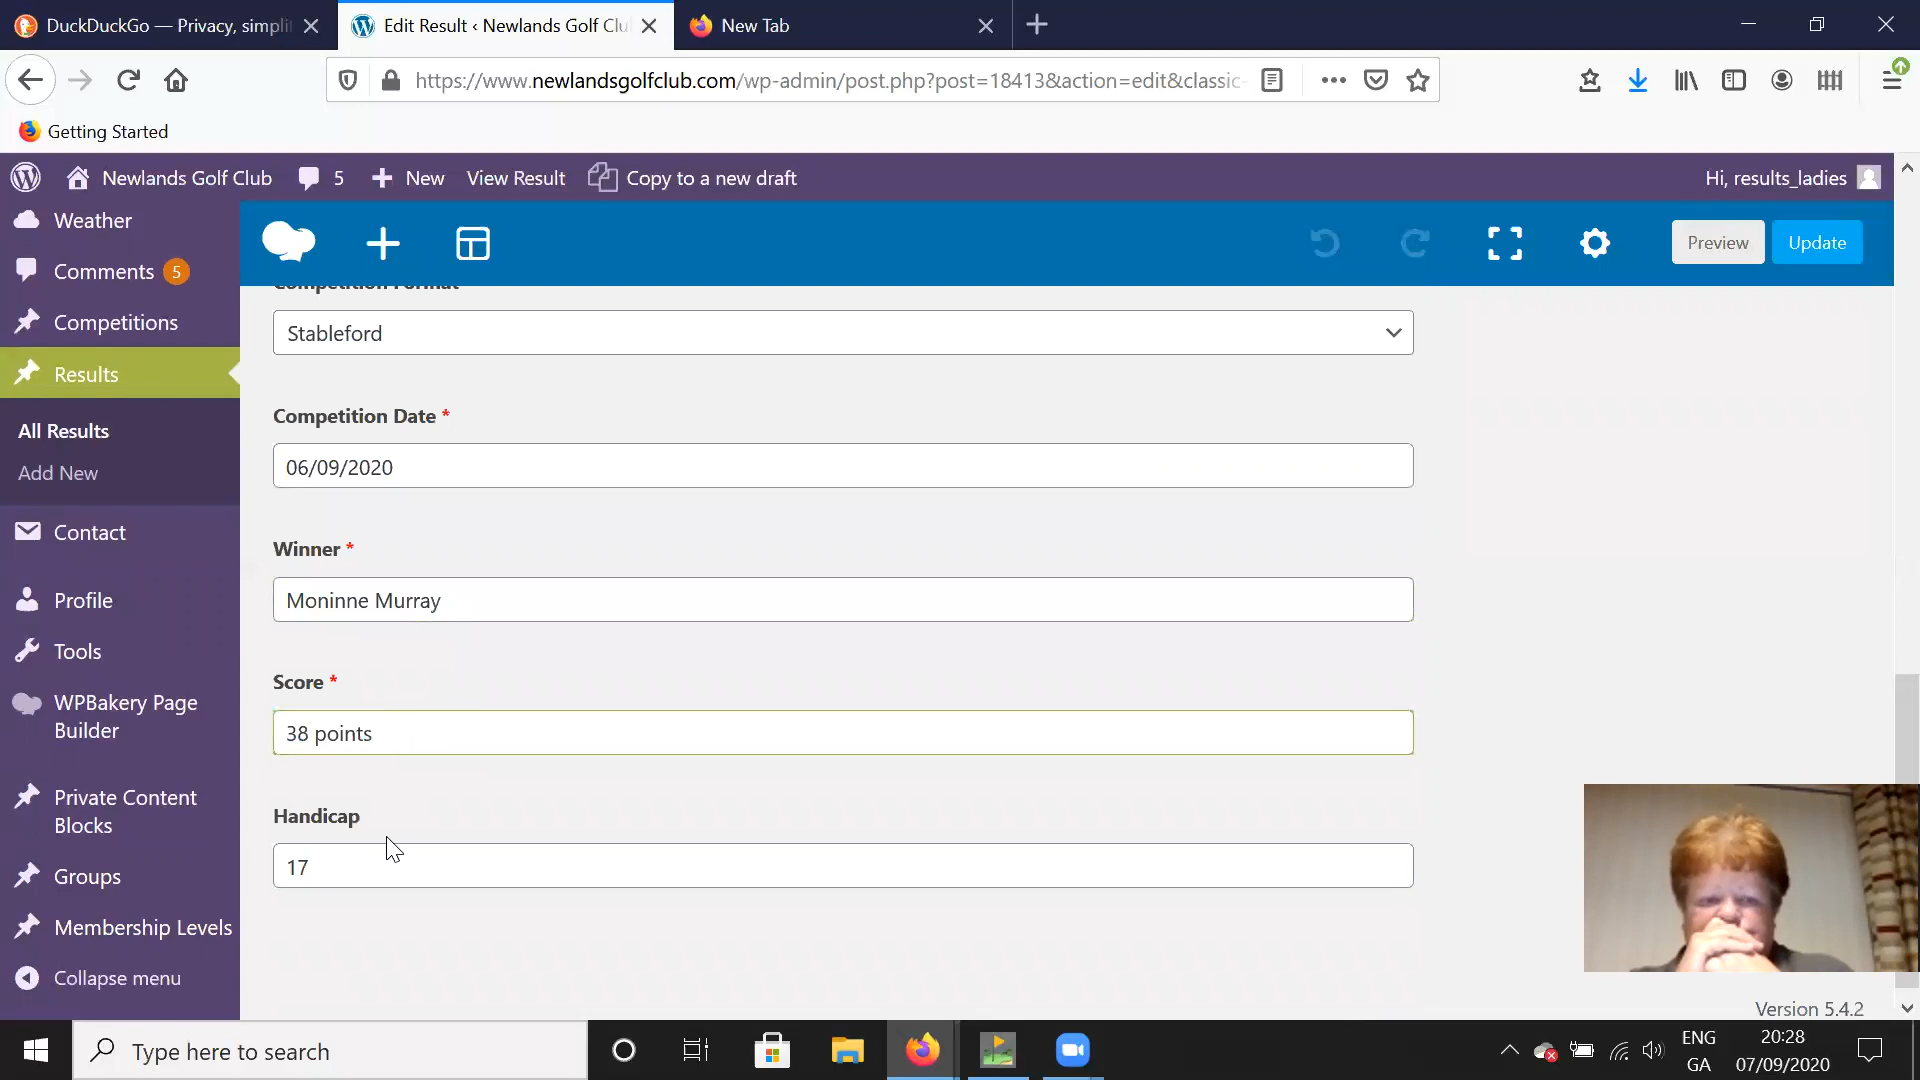 DuckDuckGo — Privacy, simpli
Edit Result ‹ Newlands Golf Clu
New Tab
https://www.newlandsgolfclub.com/wp-admin/post.php?post=18413&action=edit&classic-
Getting Started
Newlands Golf Club
5
New
View Result
Copy to a new draft
Hi, results_ladies
Weather
Comments 5
Competitions
Results
All Results
Add New
Contact
Profile
Tools
WPBakery Page
Builder
Private Content
Blocks
Groups
Membership Levels
Collapse menu
Preview
Update
Competition Format
Stableford
Competition Date *
06/09/2020
Winner *
Moninne Murray
Score *
38 points
Handicap
17
Version 5.4.2
Type here to search
ENG
GA
20:28
07/09/2020